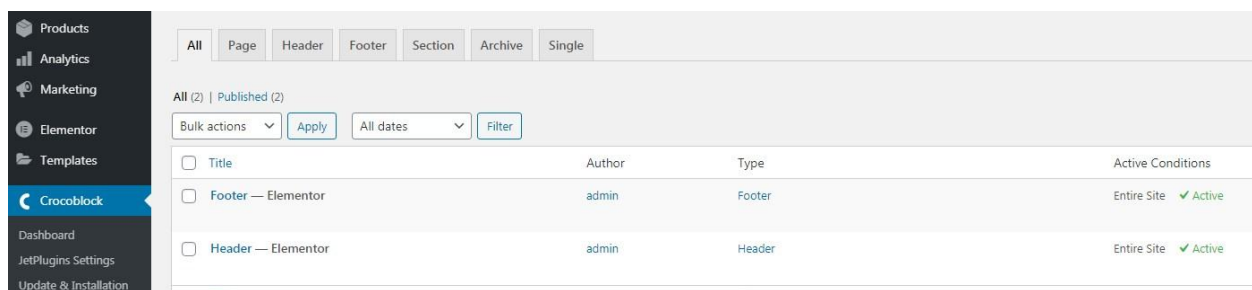 Products
Analytics
Marketing
Elementor
Templates
Crocoblock
Dashboard
JetPlugins Settings
Update & Installation
All Page Header Footer Section Archive Single
All (2) | Published (2)
Bulk actions Apply All dates Filter
Title Author Type Active Conditions
Footer — Elementor admin Footer Entire Site ✓ Active
Header — Elementor admin Header Entire Site ✓ Active